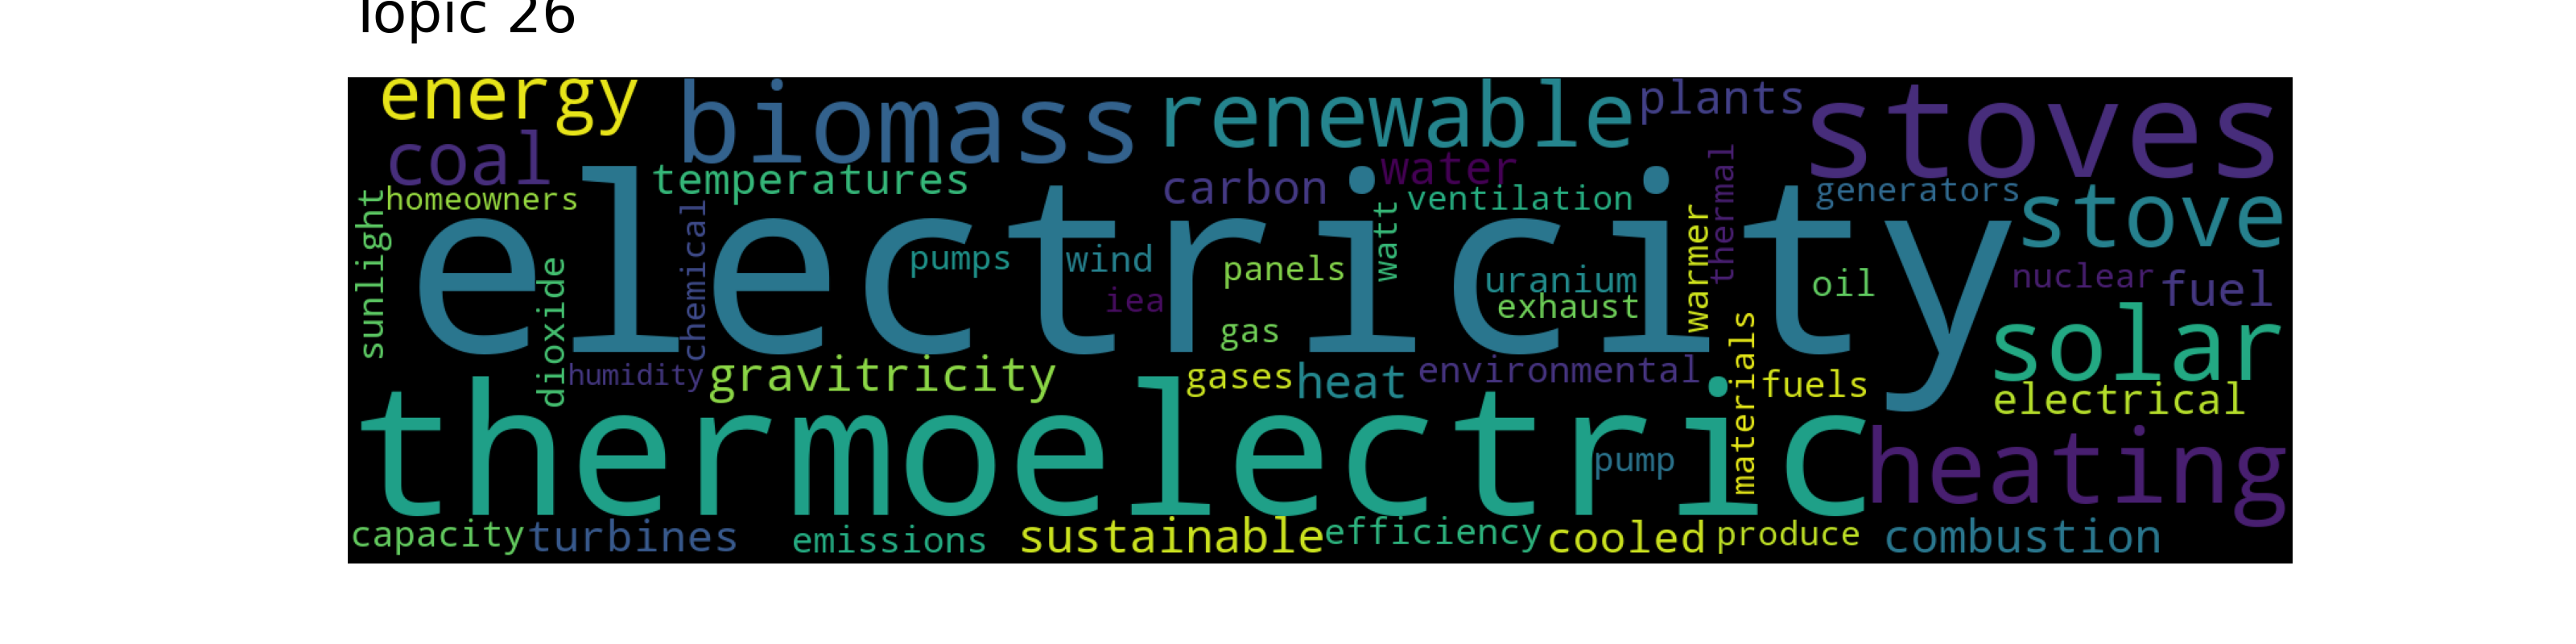 Topic 26
energy biomass renewable plants stoves
coal temperatures carbon water thermal
homeowners ventilation generators stove
sunlight electricity watt warmer
dioxide chemical pumps wind panels uranium oil nuclear fuel
iea exhaust
gas materials solar
humidity gravitricity gases heat environmental fuels electrical
thermoelectric pump heating
capacity turbines emissions sustainable efficiency cooled produce combustion